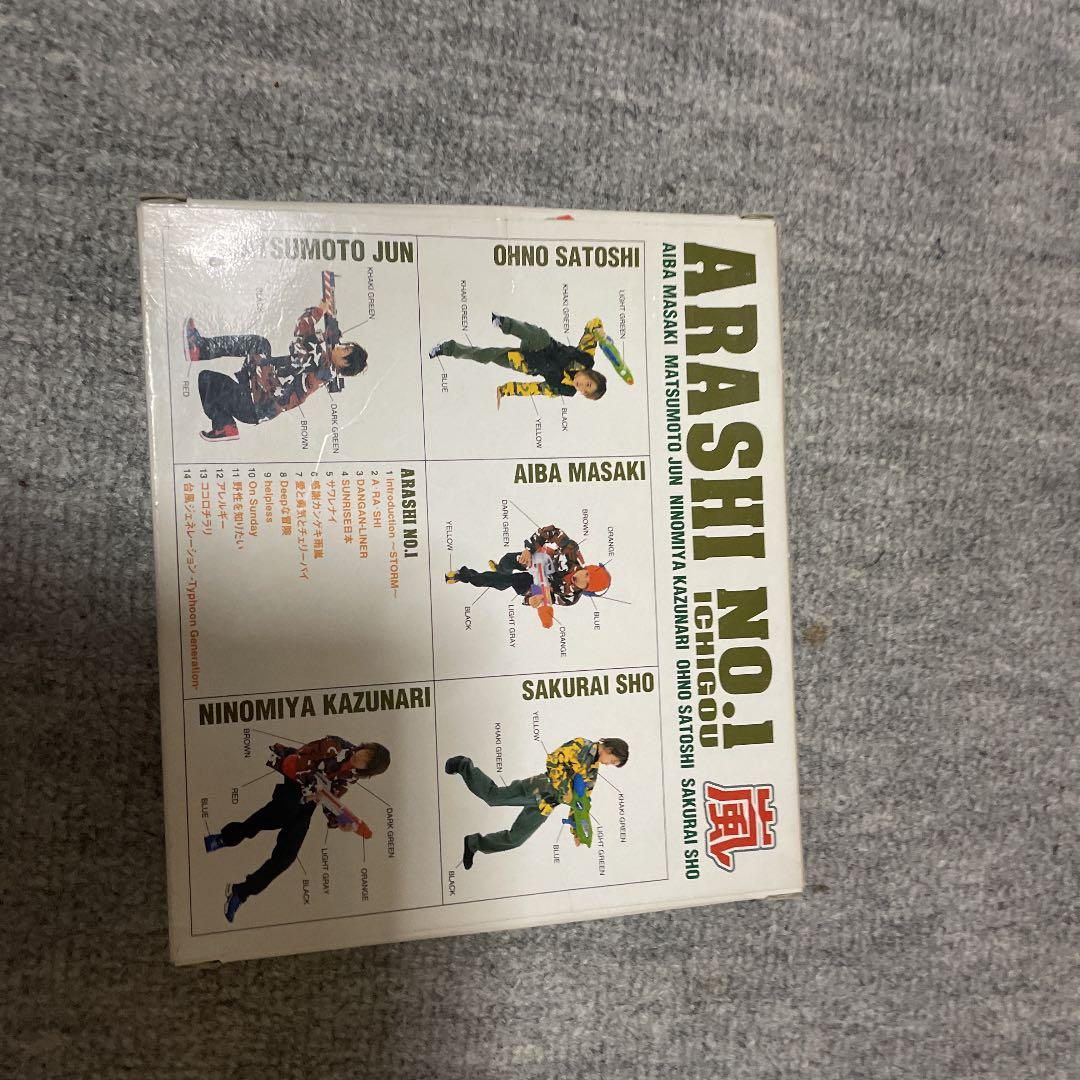 ARASHI NO.1
ICHIGOU
嵐
AIBA MASAKI MATSUMOTO JUN NINOMIYA KAZUNARI OHNO SATOSHI SAKURAI SHO
OHNO SATOSHI
LIGHT GREEN
KHAKI GREEN
KHAKI GREEN
BLACK
YELLOW
BLUE
AIBA MASAKI
ORANGE
BROWN
DARK GREEN
YELLOW
BLUE
ORANGE
LIGHT GRAY
BLACK
SAKURAI SHO
YELLOW
KHAKI GREEN
KHAKI GREEN
LIGHT GREEN
BLUE
BLACK
TSUMOTO JUN
KHAKI GREEN
DARK GREEN
BROWN
RED
ARASHI NO.1
1 Introduction 〜STORM〜
2 A・RA・SHI
3 DANGAN-LINER
4 SUNRISE日本
5 サワレナイ
6 感謝カンゲキ雨嵐
7 愛と勇気とチェリーパイ
8 Deepな冒険
9 helpless
10 On Sunday
11 野性を知りたい
12 アレルギー
13 ココロチラリ
14 台風ジェネレーション -Typhoon Generation-
NINOMIYA KAZUNARI
BROWN
RED
BLUE
DARK GREEN
ORANGE
LIGHT GRAY
BLACK